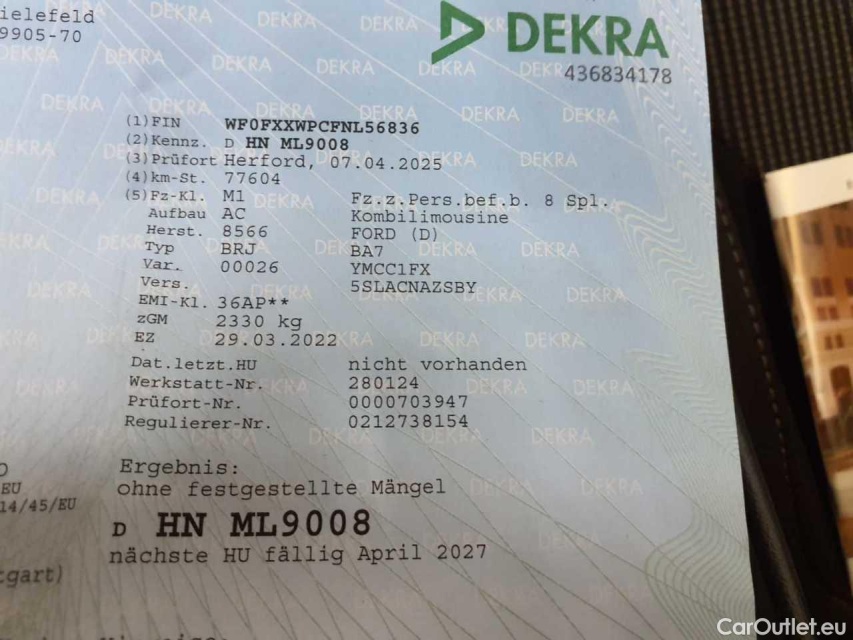 ielefeld
9905-70
DEKRA
436834178
(1) FIN WF0FXXWPCFNL56836
(2) Kennz. D HN ML9008
(3) Prüfort Herford, 07.04.2025
(4) km-St. 77604
(5) Fz-Kl. M1 Fz.z.Pers.bef.b. 8 Spl.
Aufbau AC Kombilimousine
Herst. 8566 FORD (D)
Typ BRJ BA7
Var. 00026 YMCC1FX
Vers. 5SLACNAZSBY
EMI-Kl. 36AP**
zGM 2330 kg
EZ 29.03.2022
Dat.letzt.HU nicht vorhanden
Werkstatt-Nr. 280124
Prüfort-Nr. 0000703947
Regulierer-Nr. 0212738154
Ergebnis:
ohne festgestellte Mängel
EU
14/45/EU
D HN ML9008
nächste HU fällig April 2027
tgart)
CarOutlet.eu